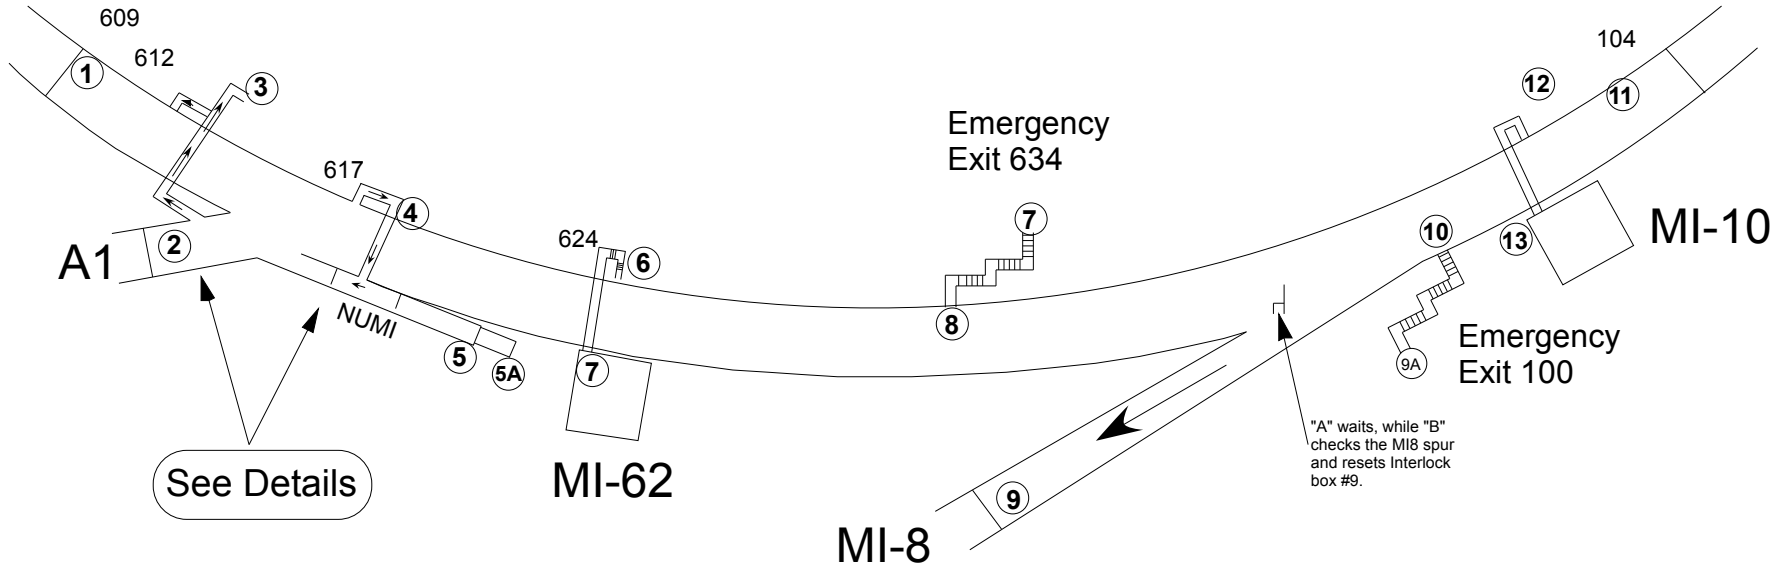 609
612
1
3
617
4
A1
2
NUMI
5
5A
See Details
624
6
7
MI-62
Emergency
Exit 634
7
8
MI-8
9
"A" waits, while "B"
checks the MI8 spur
and resets Interlock
box #9.
10
9A
Emergency
Exit 100
104
12
11
13
MI-10